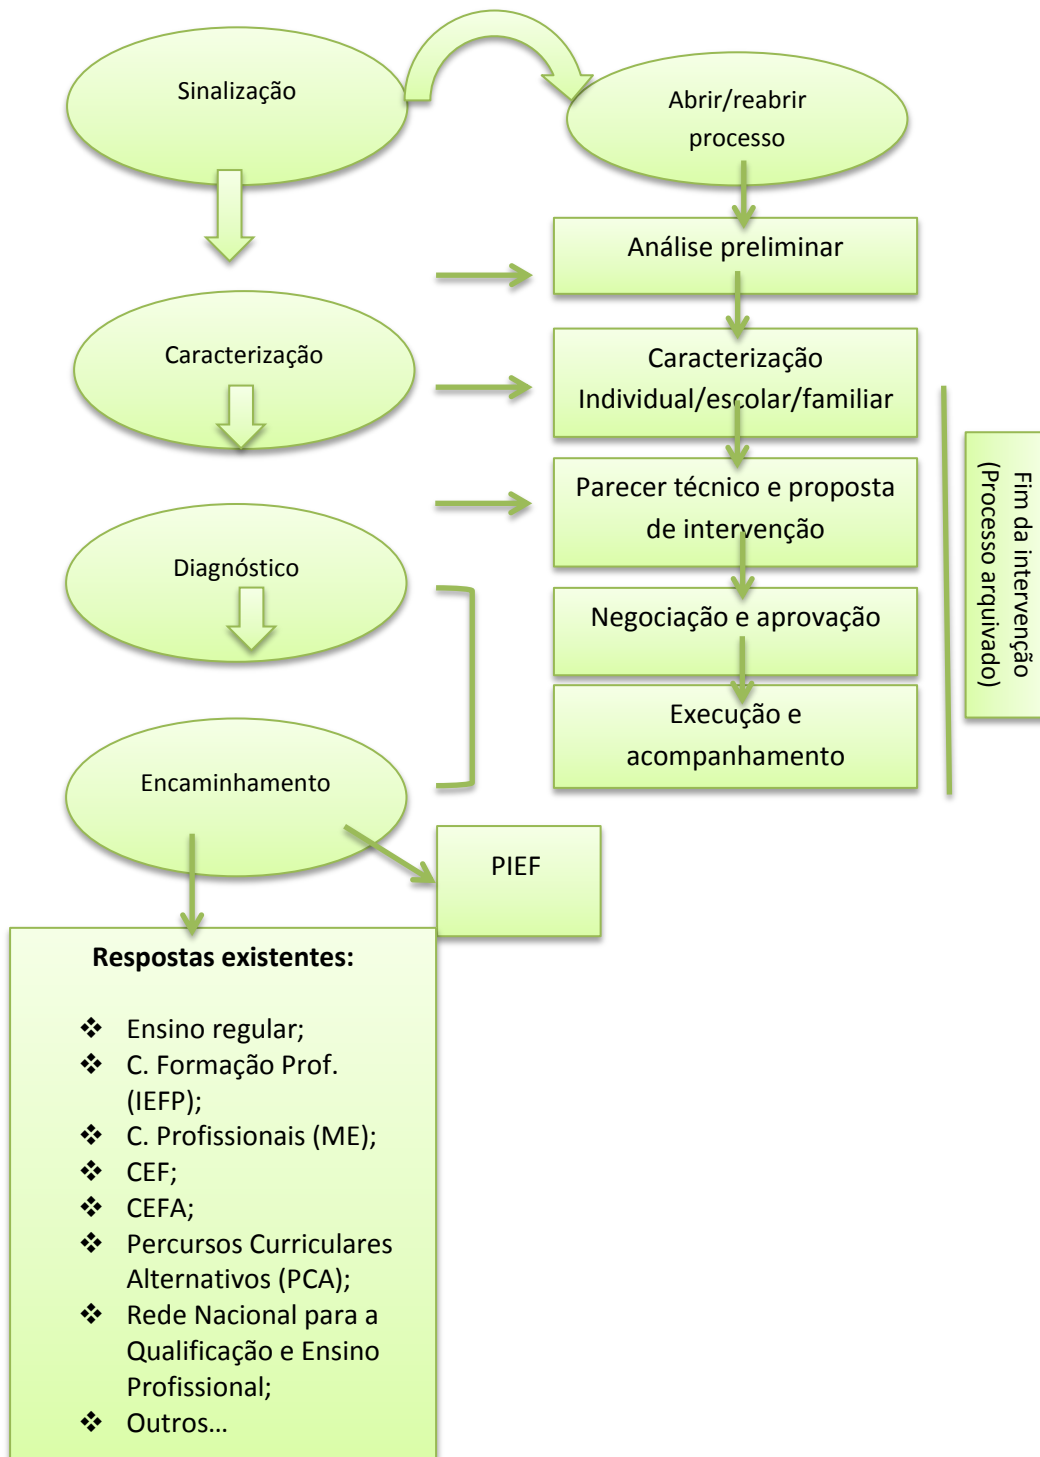 Sinalização
Abrir/reabrir
processo
Análise preliminar
Caracterização
Caracterização
Individual/escolar/familiar
Parecer técnico e proposta
de intervenção
Diagnóstico
Negociação e aprovação
Execução e
acompanhamento
Fim da intervenção
(Processo arquivado)
Encaminhamento
PIEF
Respostas existentes:
❖ Ensino regular;
❖ C. Formação Prof.
(IEFP);
❖ C. Profissionais (ME);
❖ CEF;
❖ CEFA;
❖ Percursos Curriculares
Alternativos (PCA);
❖ Rede Nacional para a
Qualificação e Ensino
Profissional;
❖ Outros…